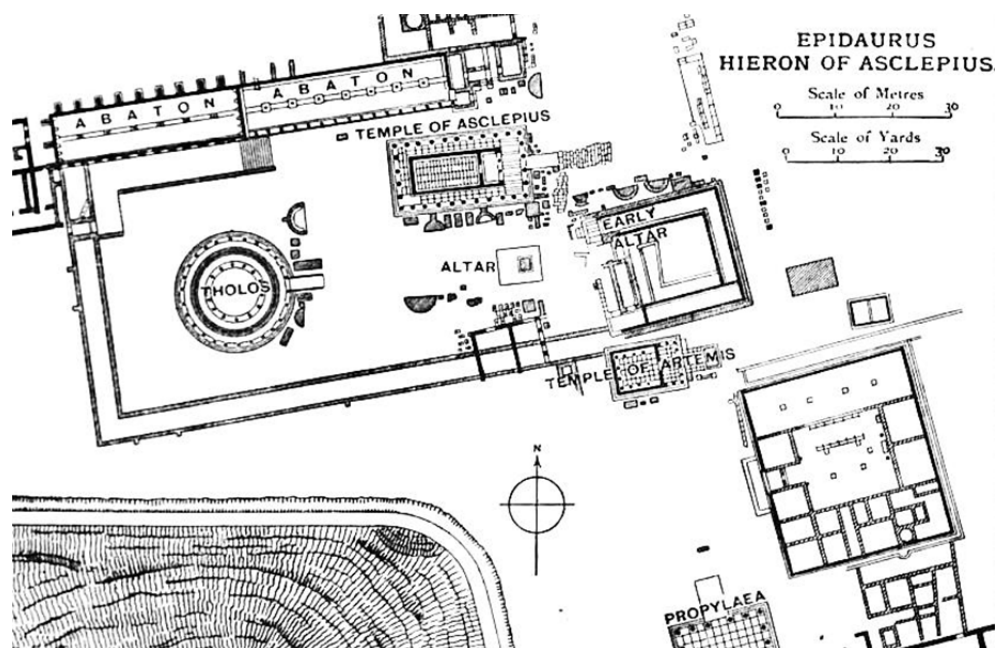 EPIDAURUS
HIERON OF ASCLEPIUS.
Scale of Metres
0 10 20 30
Scale of Yards
0 10 20 30
ABATON
ABATON
TEMPLE OF ASCLEPIUS
EARLY
ALTAR
ALTAR
THOLOS
TEMPLE OF ARTEMIS
N
PROPYLAEA